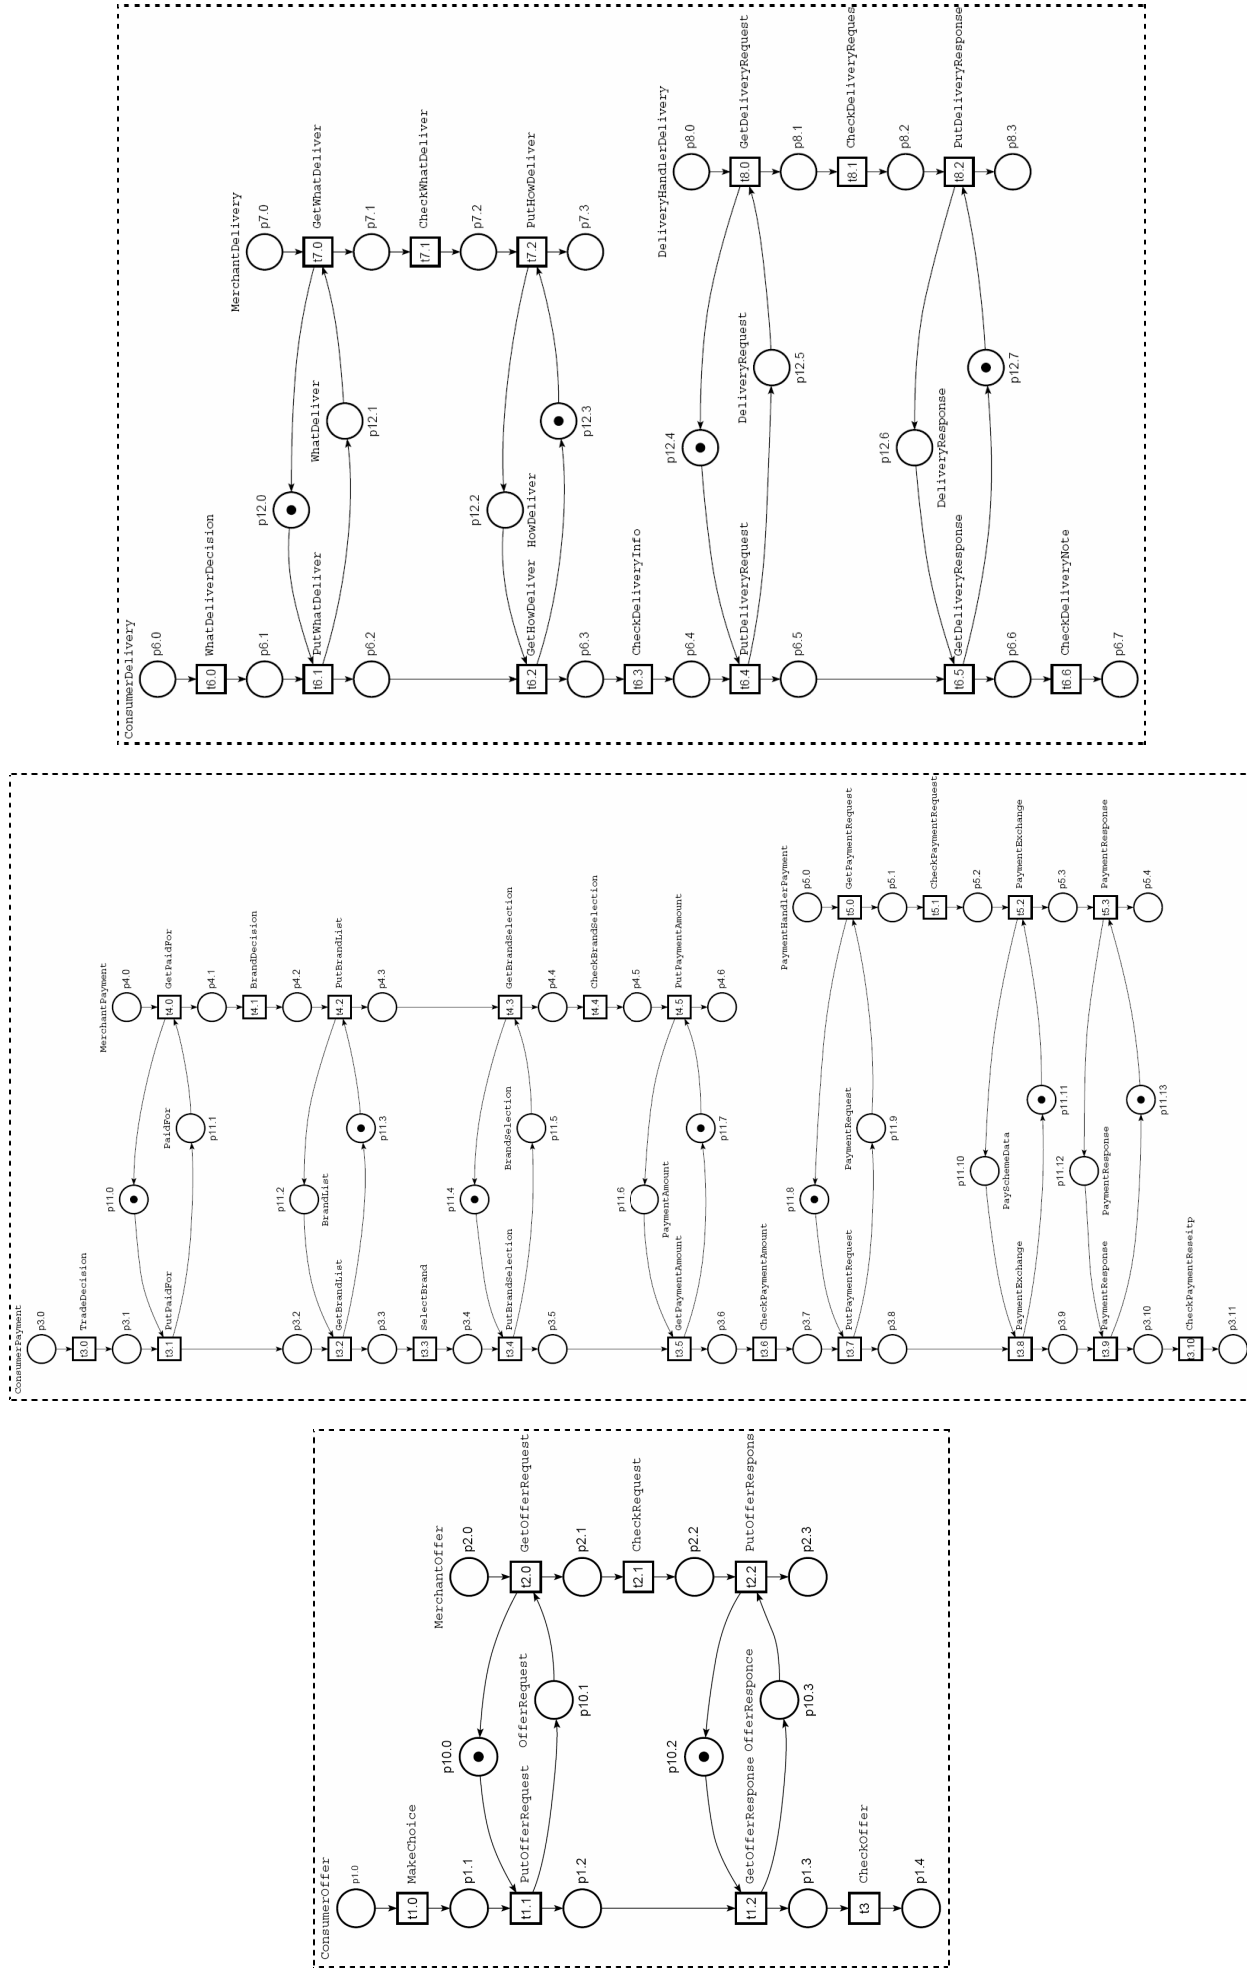 ConsumerDelivery
p6.0
t6.0
WhatDeliverDecision
p6.1
t6.1
PutWhatDeliver
p6.2
t6.2
GetHowDeliver
p6.3
t6.3
CheckDeliveryInfo
p6.4
t6.4
PutDeliveryRequest
p6.5
t6.5
GetDeliveryResponse
p6.6
t6.6
CheckDeliveryNote
p6.7
p12.0
WhatDeliver
p12.1
p12.2
HowDeliver
p12.3
p12.4
DeliveryRequest
p12.5
p12.6
DeliveryResponse
p12.7
MerchantDelivery
p7.0
t7.0
GetWhatDeliver
p7.1
t7.1
CheckWhatDeliver
p7.2
t7.2
PutHowDeliver
p7.3
DeliveryHandlerDelivery
p8.0
t8.0
GetDeliveryRequest
p8.1
t8.1
CheckDeliveryReques
p8.2
t8.2
PutDeliveryResponse
p8.3
ConsumerPayment
p3.0
t3.0
TradeDecision
p3.1
t3.1
PutPaidFor
p3.2
t3.2
GetBrandList
p3.3
t3.3
SelectBrand
p3.4
t3.4
PutBrandSelection
p3.5
t3.5
GetPaymentAmount
p3.6
t3.6
CheckPaymentAmount
p3.7
t3.7
PutPaymentRequest
p3.8
t3.8
PaymentExchange
p3.9
t3.9
PaymentResponse
p3.10
t3.10
CheckPaymentReseitp
p3.11
p11.0
PaidFor
p11.1
p11.2
BrandList
p11.3
p11.4
BrandSelection
p11.5
p11.6
PaymentAmount
p11.7
p11.8
PaymentRequest
p11.9
p11.10
PaySchemeData
p11.11
p11.12
PaymentResponse
p11.13
MerchantPayment
p4.0
t4.0
GetPaidFor
p4.1
t4.1
BrandDecision
p4.2
t4.2
PutBrandList
p4.3
t4.3
GetBrandSelection
p4.4
t4.4
CheckBrandSelection
p4.5
t4.5
PutPaymentAmount
p4.6
PaymentHandlerPayment
p5.0
t5.0
GetPaymentRequest
p5.1
t5.1
CheckPaymentRequest
p5.2
t5.2
PaymentExchange
p5.3
t5.3
PaymentResponse
p5.4
ConsumerOffer
p1.0
t1.0
MakeChoice
p1.1
t1.1
PutOfferRequest
p1.2
t1.2
GetOfferResponse
p1.3
t3
CheckOffer
p1.4
p10.0
OfferRequest
p10.1
p10.2
OfferResponce
p10.3
MerchantOffer
p2.0
t2.0
GetOfferRequest
p2.1
t2.1
CheckRequest
p2.2
t2.2
PutOfferRespons
p2.3